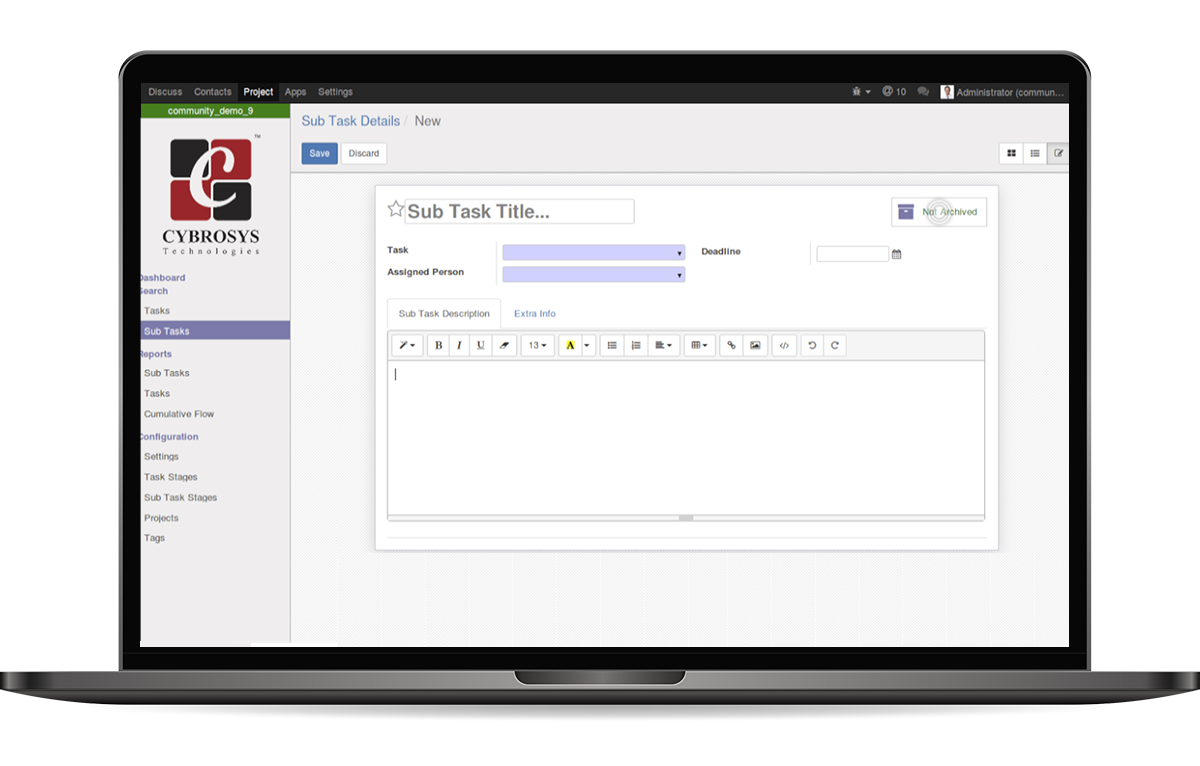 Discuss Contacts Project Apps Settings @ 10 Administrator (commun...
community_demo_9
Sub Task Details / New
Save Discard
™
C
CYBROSYS
Technologies
Sub Task Title...
Not Archived
Task
Deadline
Assigned Person
Sub Task Description Extra Info
B I U 13 A </>
Dashboard
Search
Tasks
Sub Tasks
Reports
Sub Tasks
Tasks
Cumulative Flow
Configuration
Settings
Task Stages
Sub Task Stages
Projects
Tags